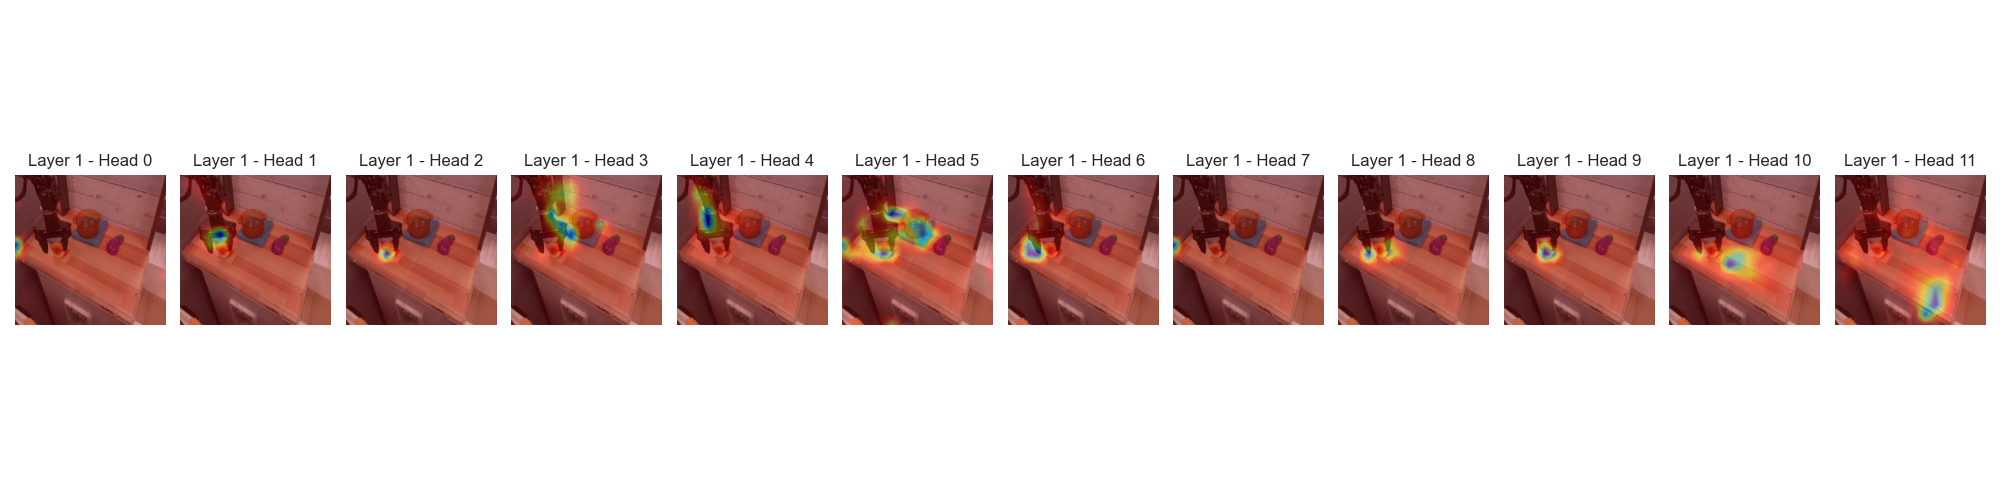 Layer 1 - Head 0
Layer 1 - Head 1
Layer 1 - Head 2
Layer 1 - Head 3
Layer 1 - Head 4
Layer 1 - Head 5
Layer 1 - Head 6
Layer 1 - Head 7
Layer 1 - Head 8
Layer 1 - Head 9
Layer 1 - Head 10
Layer 1 - Head 11